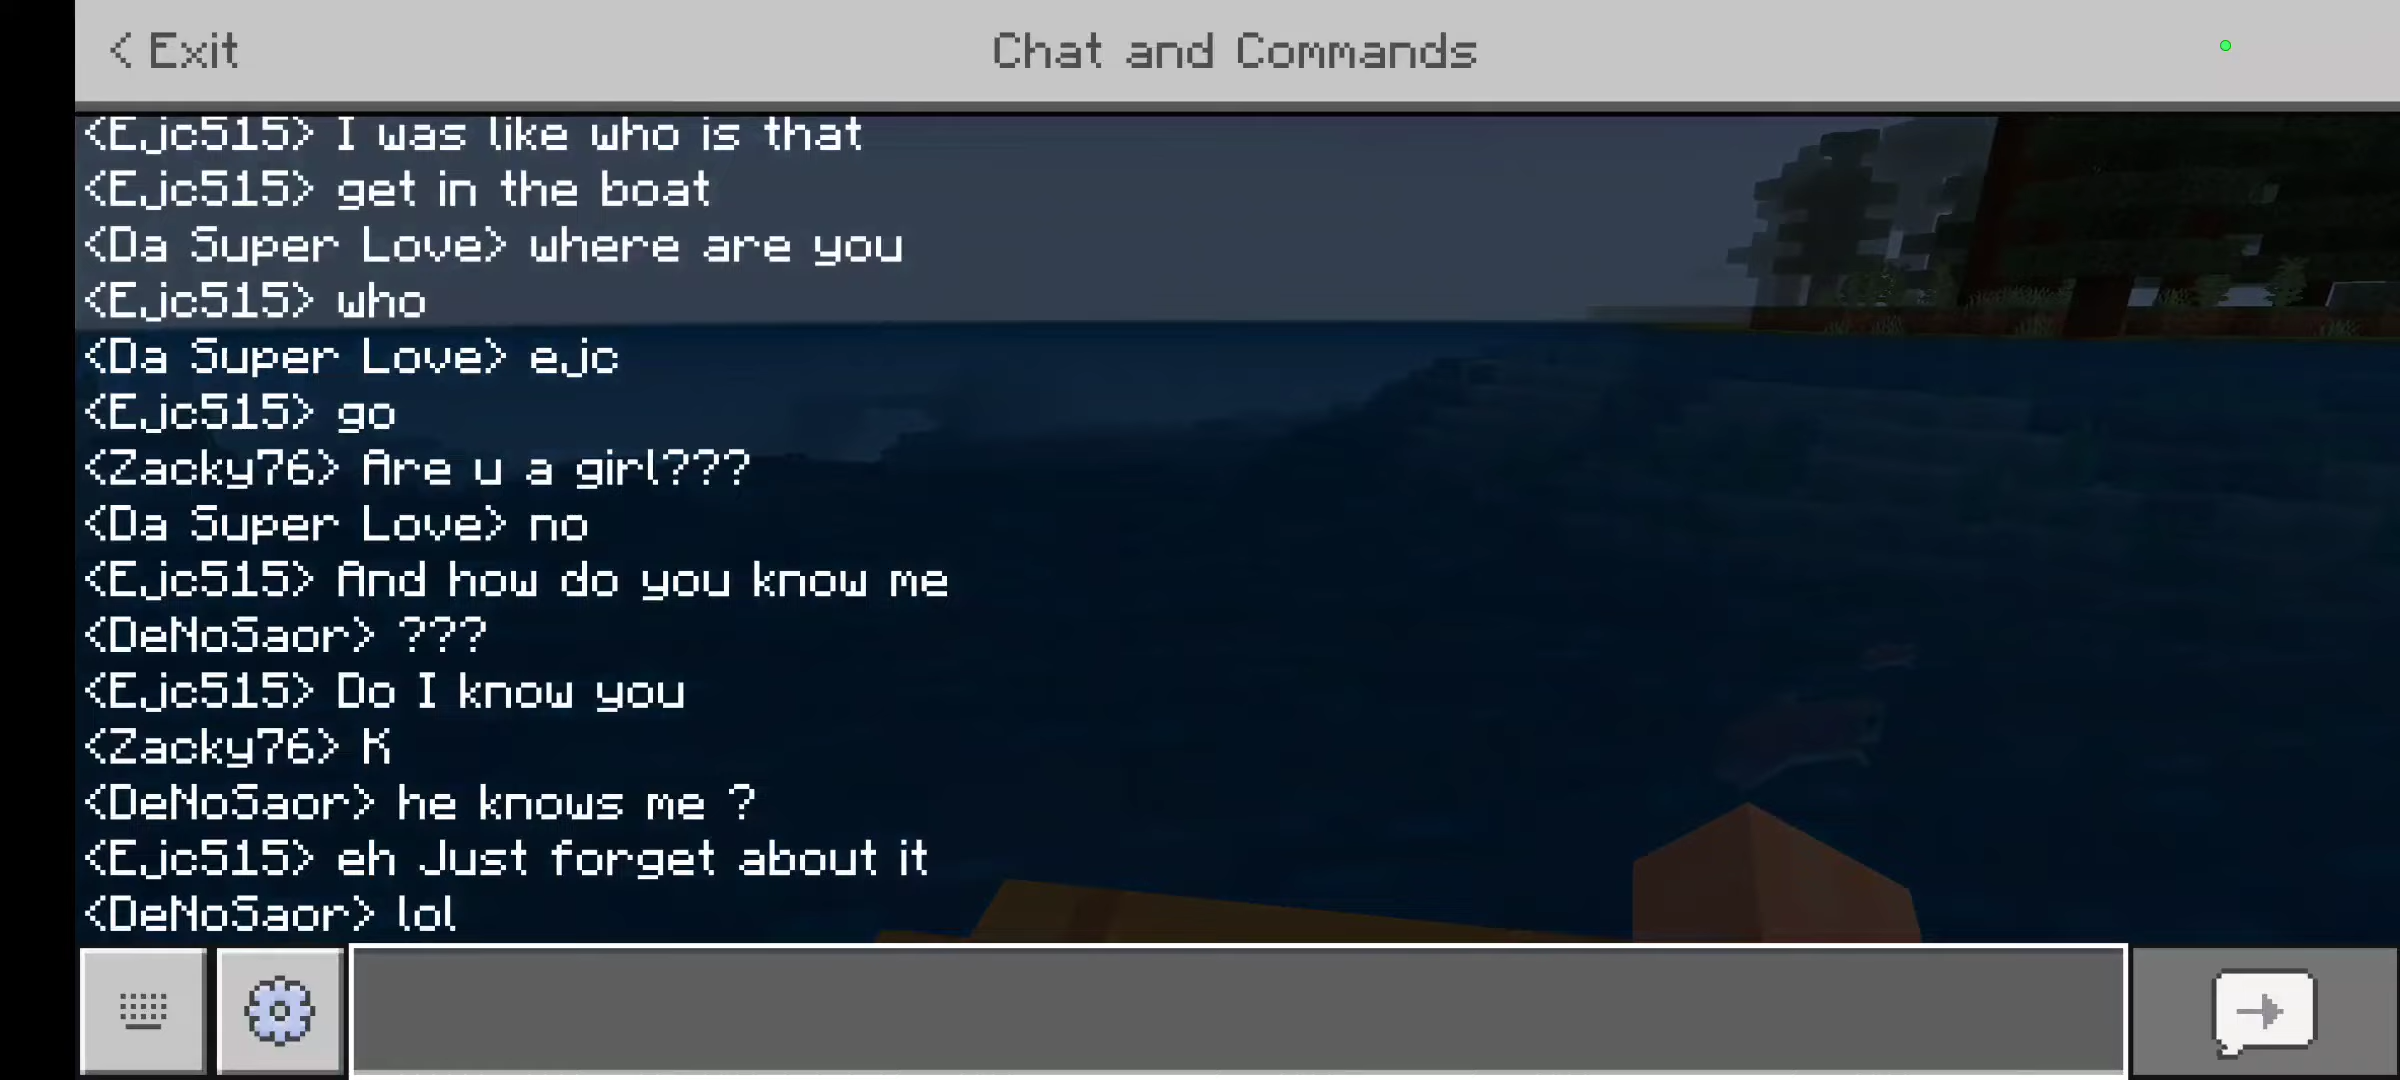 < Exit
Chat and Commands
<Ejc515> I was like who is that
<Ejc515> get in the boat
<Da Super Love> where are you
<Ejc515> who
<Da Super Love> ejc
<Ejc515> go
<Zacky76> Are u a girl???
<Da Super Love> no
<Ejc515> And how do you know me
<DeNoSaor> ???
<Ejc515> Do I know you
<Zacky76> K
<DeNoSaor> he knows me ?
<Ejc515> eh Just forget about it
<DeNoSaor> lol